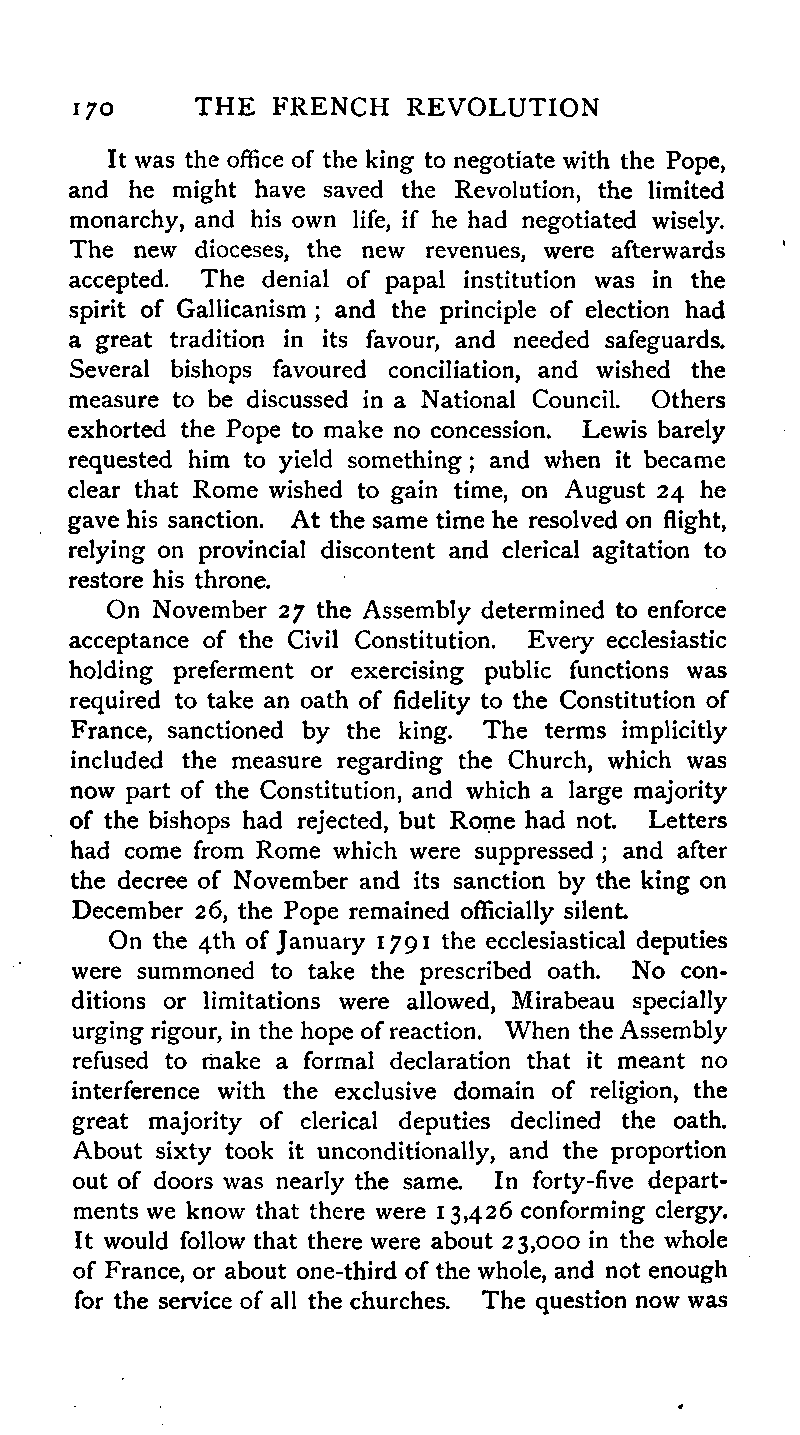 170 THE FRENCH REVOLUTION
It was the office of the king to negotiate with the Pope,
and he might have saved the Revolution, the limited
monarchy, and his own life, if he had negotiated wisely.
The new dioceses, the new revenues, were afterwards
accepted. The denial of papal institution was in the
spirit of Gallicanism ; and the principle of election had
a great tradition in its favour, and needed safeguards.
Several bishops favoured conciliation, and wished the
measure to be discussed in a National Council. Others
exhorted the Pope to make no concession. Lewis barely
requested him to yield something ; and when it became
clear that Rome wished to gain time, on August 24 he
gave his sanction. At the same time he resolved on flight,
relying on provincial discontent and clerical agitation to
restore his throne.
On November 27 the Assembly determined to enforce
acceptance of the Civil Constitution. Every ecclesiastic
holding preferment or exercising public functions was
required to take an oath of fidelity to the Constitution of
France, sanctioned by the king. The terms implicitly
included the measure regarding the Church, which was
now part of the Constitution, and which a large majority
of the bishops had rejected, but Rome had not. Letters
had come from Rome which were suppressed ; and after
the decree of November and its sanction by the king on
December 26, the Pope remained officially silent.
On the 4th of January 1791 the ecclesiastical deputies
were summoned to take the prescribed oath. No con-
ditions or limitations were allowed, Mirabeau specially
urging rigour, in the hope of reaction. When the Assembly
refused to make a formal declaration that it meant no
interference with the exclusive domain of religion, the
great majority of clerical deputies declined the oath.
About sixty took it unconditionally, and the proportion
out of doors was nearly the same. In forty-five depart-
ments we know that there were 13,426 conforming clergy.
It would follow that there were about 23,000 in the whole
of France, or about one-third of the whole, and not enough
for the service of all the churches. The question now was